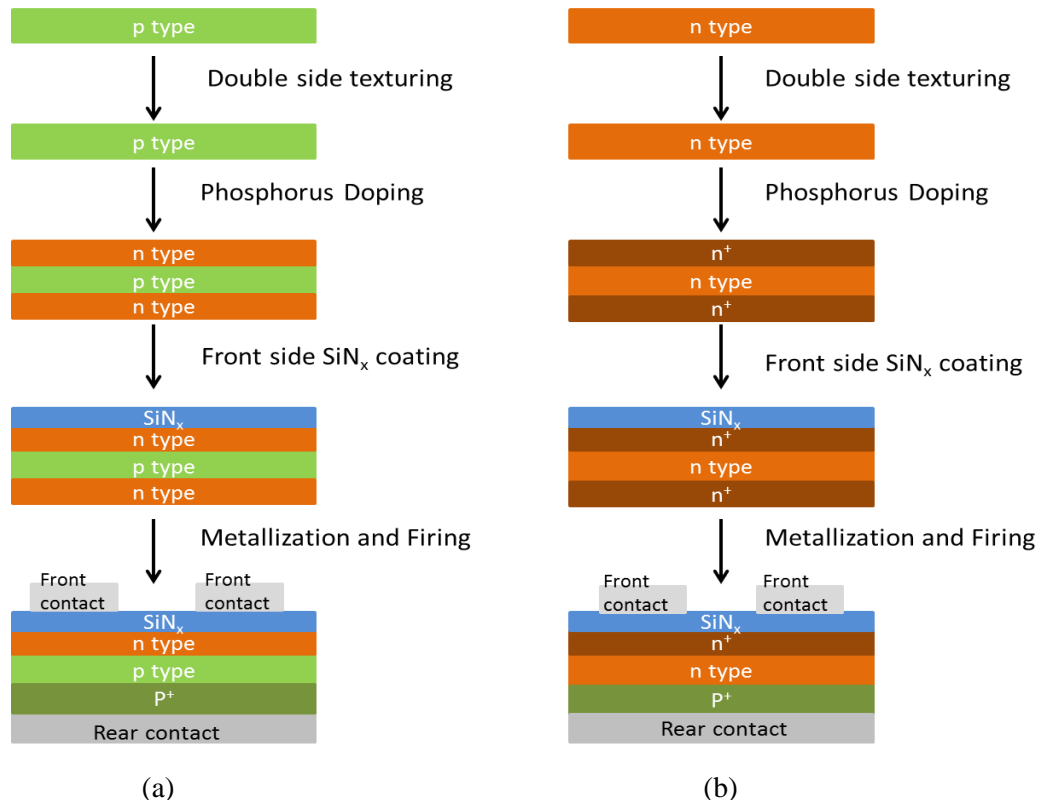 p type
Double side texturing
p type
Phosphorus Doping
n type
p type
n type
Front side SiNₓ coating
SiNₓ
n type
p type
n type
Metallization and Firing
Front
contact
Front
contact
SiNₓ
n type
p type
P⁺
Rear contact
(a)
n type
Double side texturing
n type
Phosphorus Doping
n⁺
n type
n⁺
Front side SiNₓ coating
SiNₓ
n⁺
n type
n⁺
Metallization and Firing
Front
contact
Front
contact
SiNₓ
n⁺
n type
P⁺
Rear contact
(b)